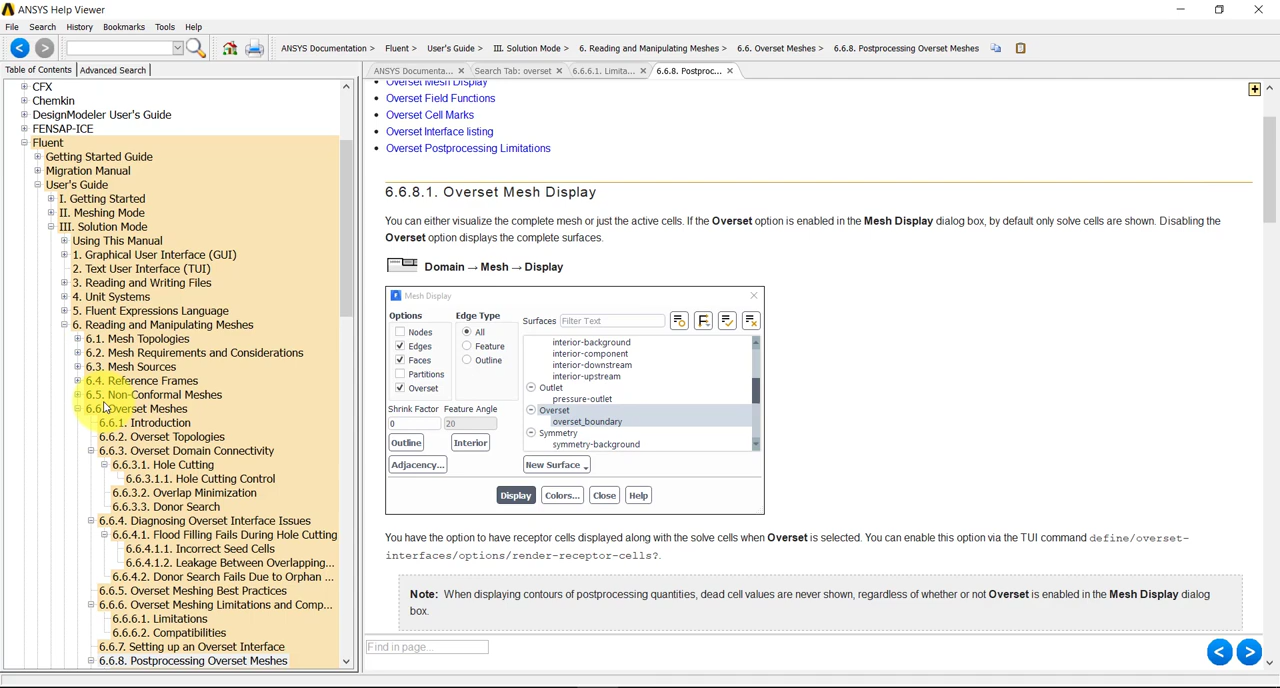 ANSYS Help Viewer
File Search History Bookmarks Tools Help
ANSYS Documentation > Fluent > User's Guide > III. Solution Mode > 6. Reading and Manipulating Meshes > 6.6. Overset Meshes > 6.6.8. Postprocessing Overset Meshes
Table of Contents Advanced Search
ANSYS Documenta... Search Tab: overset 6.6.6.1. Limita... 6.6.8. Postproc...
CFX
Chemkin
DesignModeler User's Guide
FENSAP-ICE
Fluent
Getting Started Guide
Migration Manual
User's Guide
I. Getting Started
II. Meshing Mode
III. Solution Mode
Using This Manual
1. Graphical User Interface (GUI)
2. Text User Interface (TUI)
3. Reading and Writing Files
4. Unit Systems
5. Fluent Expressions Language
6. Reading and Manipulating Meshes
6.1. Mesh Topologies
6.2. Mesh Requirements and Considerations
6.3. Mesh Sources
6.4. Reference Frames
6.5. Non-Conformal Meshes
6.6. Overset Meshes
6.6.1. Introduction
6.6.2. Overset Topologies
6.6.3. Overset Domain Connectivity
6.6.3.1. Hole Cutting
6.6.3.1.1. Hole Cutting Control
6.6.3.2. Overlap Minimization
6.6.3.3. Donor Search
6.6.4. Diagnosing Overset Interface Issues
6.6.4.1. Flood Filling Fails During Hole Cutting
6.6.4.1.1. Incorrect Seed Cells
6.6.4.1.2. Leakage Between Overlapping...
6.6.4.2. Donor Search Fails Due to Orphan ...
6.6.5. Overset Meshing Best Practices
6.6.6. Overset Meshing Limitations and Comp...
6.6.6.1. Limitations
6.6.6.2. Compatibilities
6.6.7. Setting up an Overset Interface
6.6.8. Postprocessing Overset Meshes
Overset Mesh Display
Overset Field Functions
Overset Cell Marks
Overset Interface listing
Overset Postprocessing Limitations
6.6.8.1. Overset Mesh Display
You can either visualize the complete mesh or just the active cells. If the Overset option is enabled in the Mesh Display dialog box, by default only solve cells are shown. Disabling the
Overset option displays the complete surfaces.
Domain → Mesh → Display
Mesh Display
Options Edge Type Surfaces Filter Text
Nodes All
Edges Feature
Faces Outline
Partitions
Overset
interior-background
interior-component
interior-downstream
interior-upstream
Outlet
pressure-outlet
Overset
overset_boundary
Symmetry
symmetry-background
Shrink Factor Feature Angle
0 20
Outline Interior
Adjacency... New Surface
Display Colors... Close Help
You have the option to have receptor cells displayed along with the solve cells when Overset is selected. You can enable this option via the TUI command define/overset-
interfaces/options/render-receptor-cells?.
Note: When displaying contours of postprocessing quantities, dead cell values are never shown, regardless of whether or not Overset is enabled in the Mesh Display dialog
box.
Find in page...